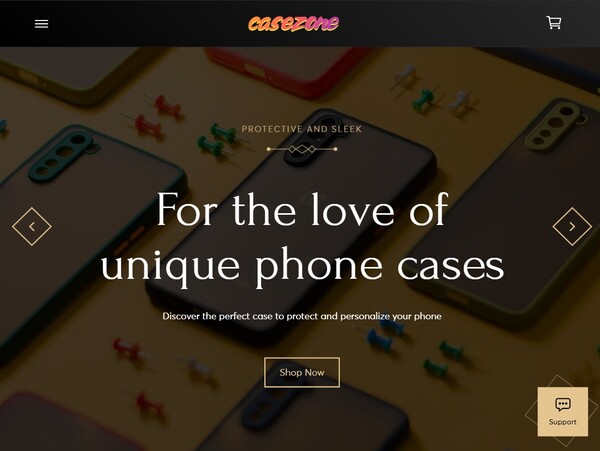 casezone
PROTECTIVE AND SLEEK
For the love of
unique phone cases
Discover the perfect case to protect and personalize your phone
Shop Now
Support